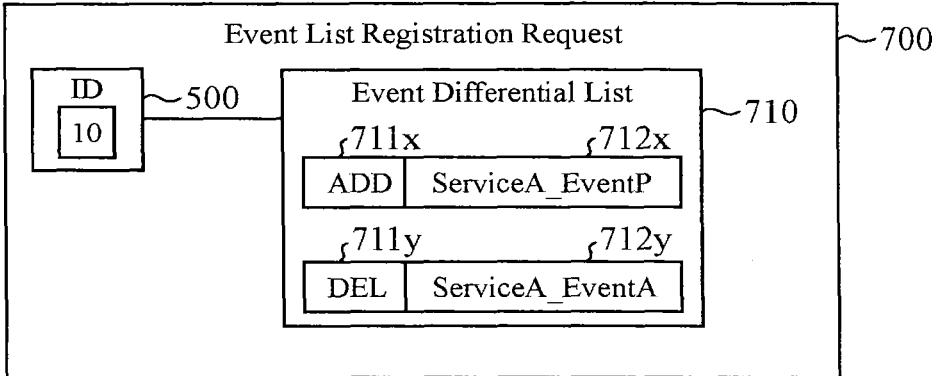 Event List Registration Request
700
ID
10
500
Event Differential List
710
711x 712x
ADD ServiceA_EventP
711y 712y
DEL ServiceA_EventA